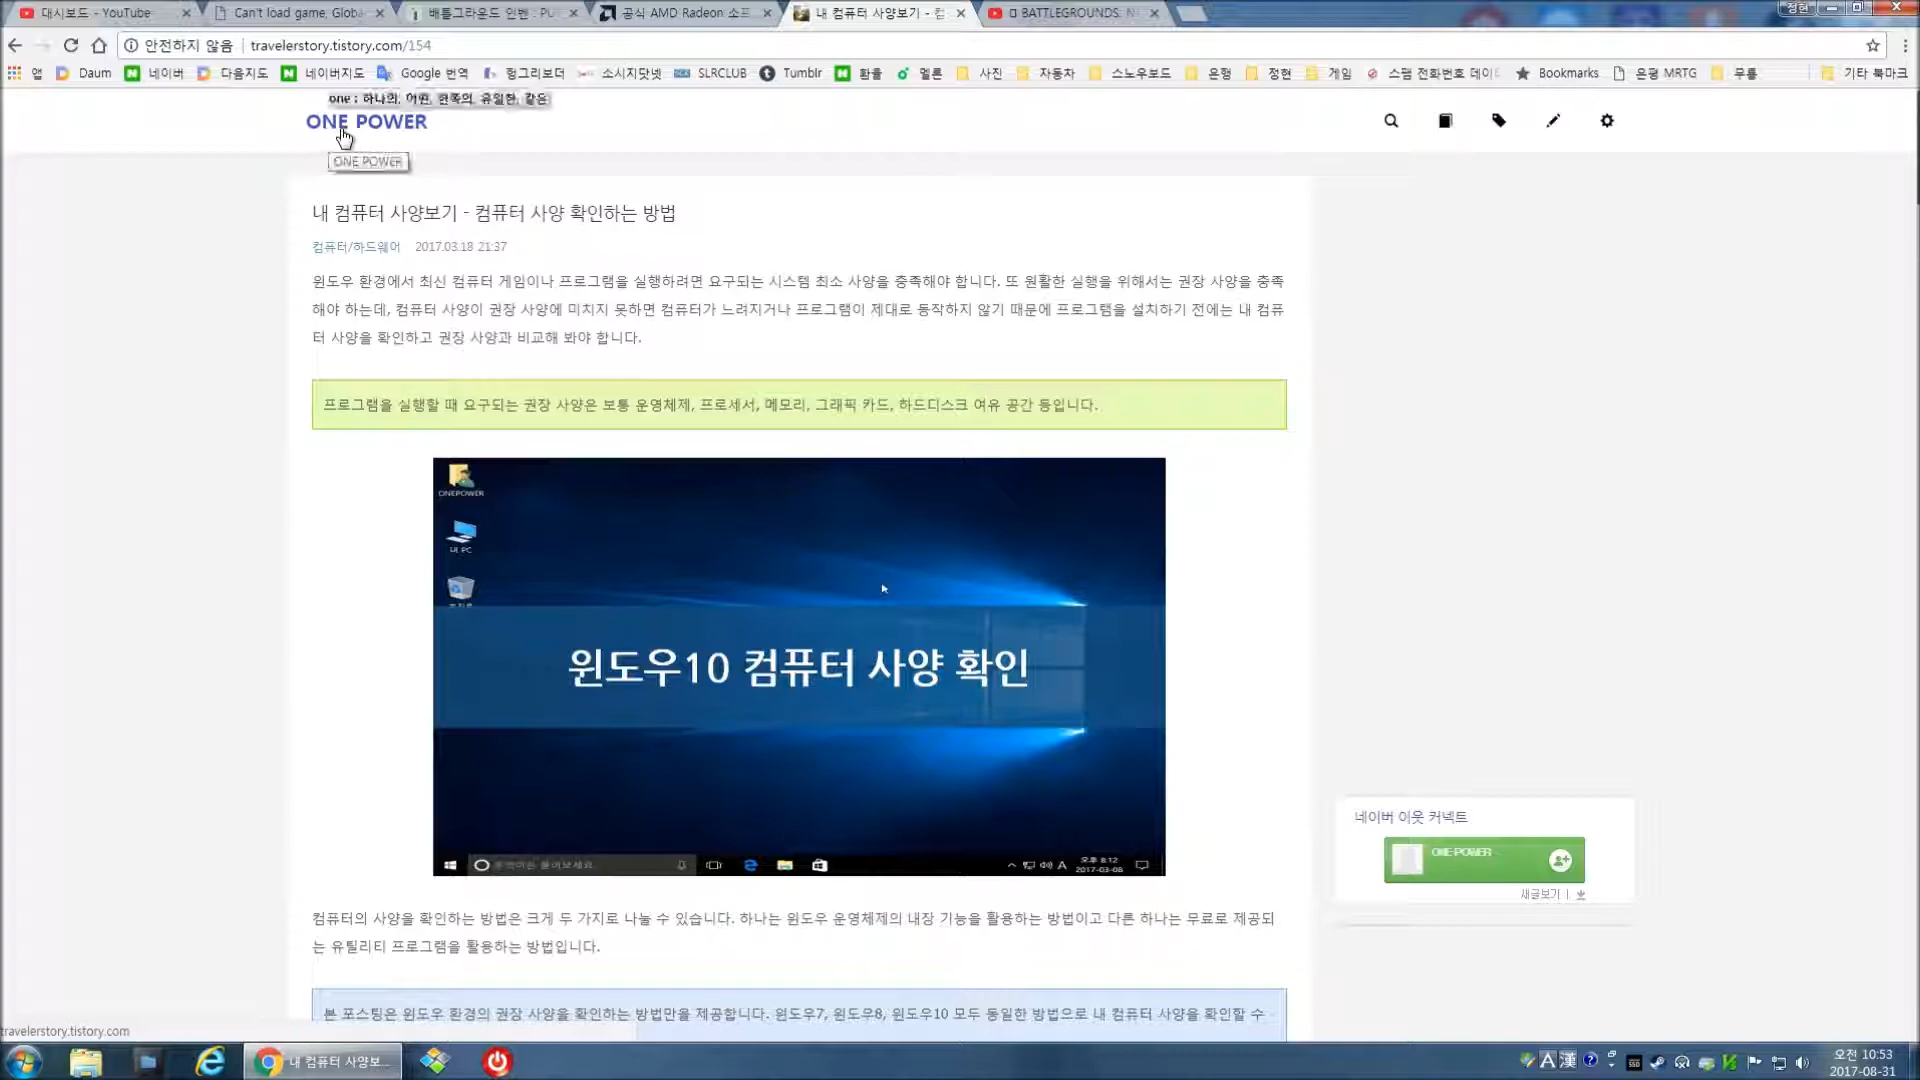 대시보드 - YouTube
Can't load game, Globa
배틀그라운드 인벤 : PU
공식 AMD Radeon 소프
내 컴퓨터 사양보기 - 컴
BATTLEGROUNDS: N
정현
안전하지 않음
travelerstory.tistory.com/154
앱
Daum
네이버
다음지도
네이버지도
Google 번역
헝그리보더
소시지닷넷
SLRCLUB
Tumblr
환율
멜론
사진
자동차
스노우보드
은행
정현
게임
스팸 전화번호 데이
Bookmarks
은평 MRTG
무릎
기타 북마크
one : 하나의, 어떤, 한쪽의, 유일한, 같은
ONE POWER
ONE POWER
내 컴퓨터 사양보기 - 컴퓨터 사양 확인하는 방법
컴퓨터/하드웨어 2017.03.18 21:37
윈도우 환경에서 최신 컴퓨터 게임이나 프로그램을 실행하려면 요구되는 시스템 최소 사양을 충족해야 합니다. 또 원활한 실행을 위해서는 권장 사양을 충족
해야 하는데, 컴퓨터 사양이 권장 사양에 미치지 못하면 컴퓨터가 느려지거나 프로그램이 제대로 동작하지 않기 때문에 프로그램을 설치하기 전에는 내 컴퓨
터 사양을 확인하고 권장 사양과 비교해 봐야 합니다.
프로그램을 실행할 때 요구되는 권장 사양은 보통 운영체제, 프로세서, 메모리, 그래픽 카드, 하드디스크 여유 공간 등입니다.
ONEPOWER
내 PC
윈도우10 컴퓨터 사양 확인
A
오후 8:12
2017-03-08
네이버 이웃 커넥트
ONE POWER
새글보기
컴퓨터의 사양을 확인하는 방법은 크게 두 가지로 나눌 수 있습니다. 하나는 윈도우 운영체제의 내장 기능을 활용하는 방법이고 다른 하나는 무료로 제공되
는 유틸리티 프로그램을 활용하는 방법입니다.
본 포스팅은 윈도우 환경의 권장 사양을 확인하는 방법만을 제공합니다. 윈도우7, 윈도우8, 윈도우10 모두 동일한 방법으로 내 컴퓨터 사양을 확인할 수
travelerstory.tistory.com
내 컴퓨터 사양보...
A 漢
오전 10:53
2017-08-31